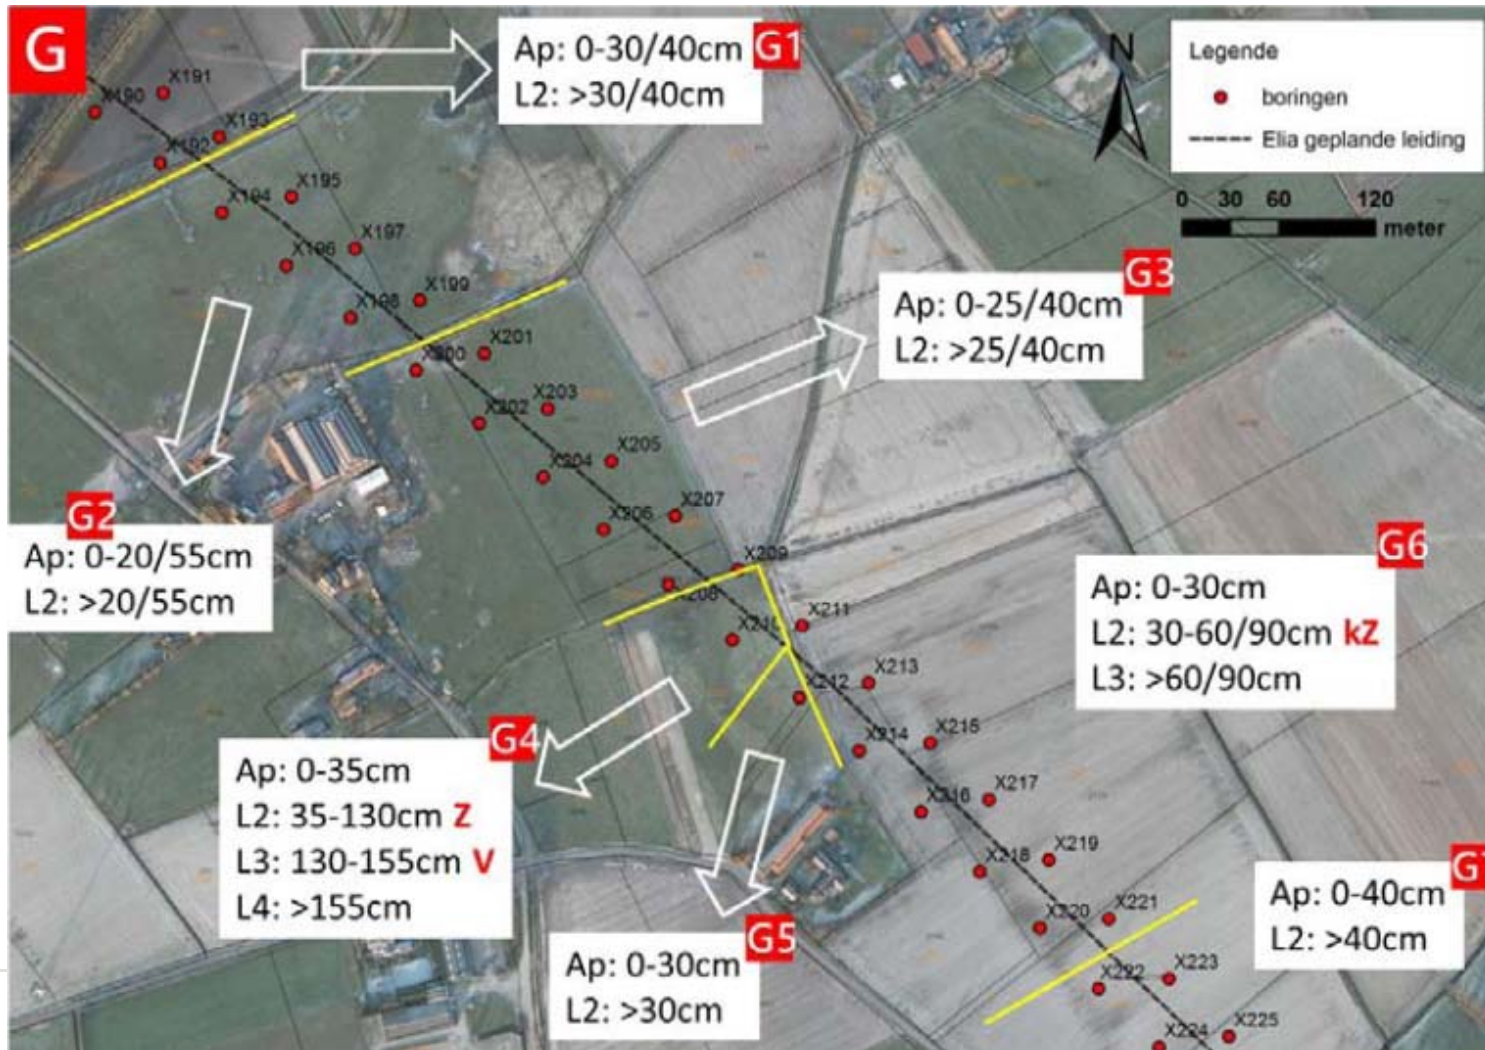 G
Ap: 0-30/40cm G1
L2: >30/40cm
N
Legende
boringen
Elia geplande leiding
0 30 60 120
meter
X191
X190
X193
X192
X195
X194
X197
X196
X199
X198
G3
Ap: 0-25/40cm
L2: >25/40cm
X201
X200
X203
X202
X205
X204
X207
X206
G2
Ap: 0-20/55cm
L2: >20/55cm
X209
X208
X211
X210
G6
Ap: 0-30cm
L2: 30-60/90cm kZ
L3: >60/90cm
X213
X212
X215
X214
G4
Ap: 0-35cm
L2: 35-130cm Z
L3: 130-155cm V
L4: >155cm
X217
X216
X219
X218
X221
X220
Ap: 0-40cm
L2: >40cm
G5
Ap: 0-30cm
L2: >30cm
X223
X222
X225
X224